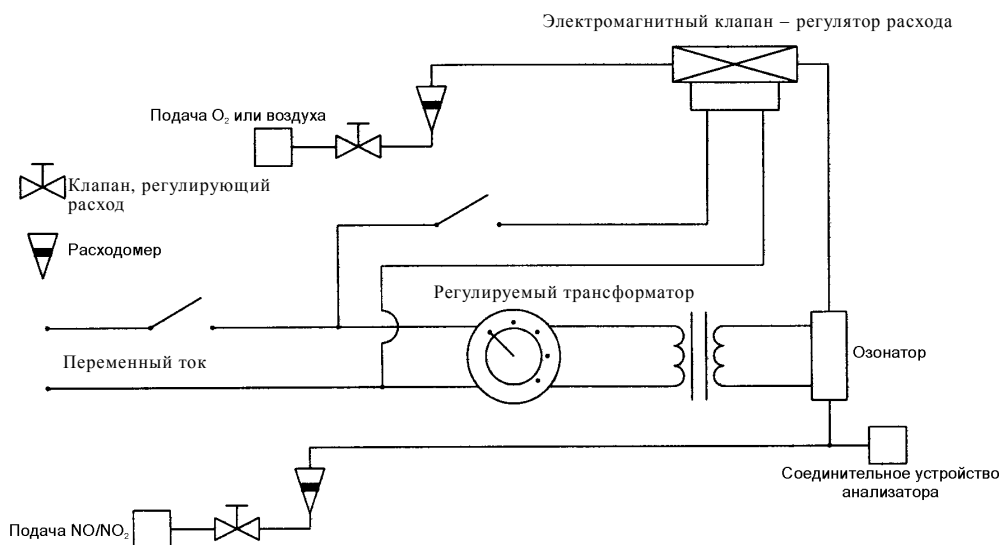 Электромагнитный клапан – регулятор расхода
Подача O₂ или воздуха
Клапан, регулирующий
расход
Расходомер
Регулируемый трансформатор
Переменный ток
Озонатор
Соединительное устройство
анализатора
Подача NO/NO₂